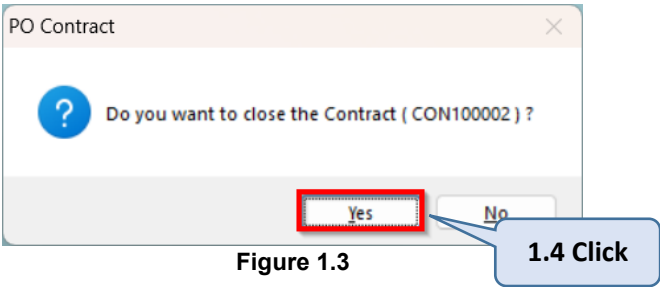 PO Contract
Do you want to close the Contract ( CON100002 ) ?
Yes
No
1.4 Click
Figure 1.3